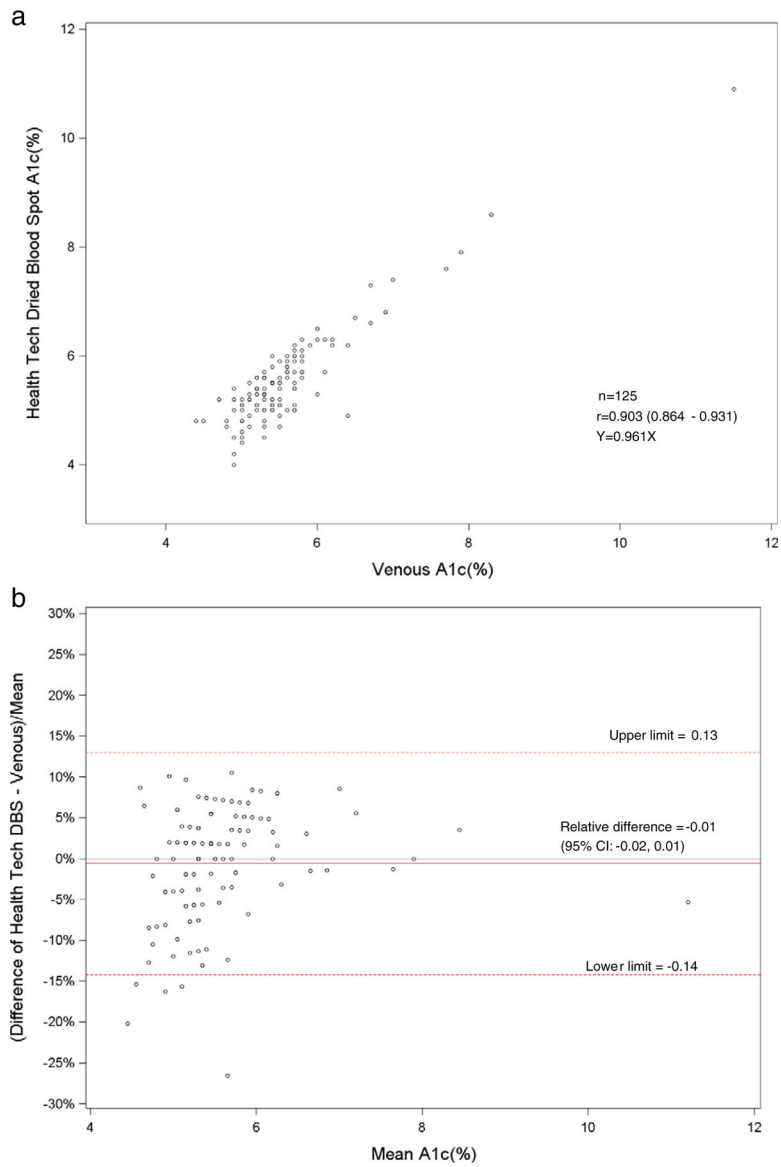 a
12
10
8
6
4
Health Tech Dried Blood Spot A1c(%)
n=125
r=0.903 (0.864 - 0.931)
Y=0.961X
4 6 8 10 12
Venous A1c(%)
b
30%
25%
20%
15%
10%
5%
0%
-5%
-10%
-15%
-20%
-25%
-30%
(Difference of Health Tech DBS - Venous)/Mean
Upper limit = 0.13
Relative difference =-0.01
(95% CI: -0.02, 0.01)
Lower limit = -0.14
4 6 8 10 12
Mean A1c(%)